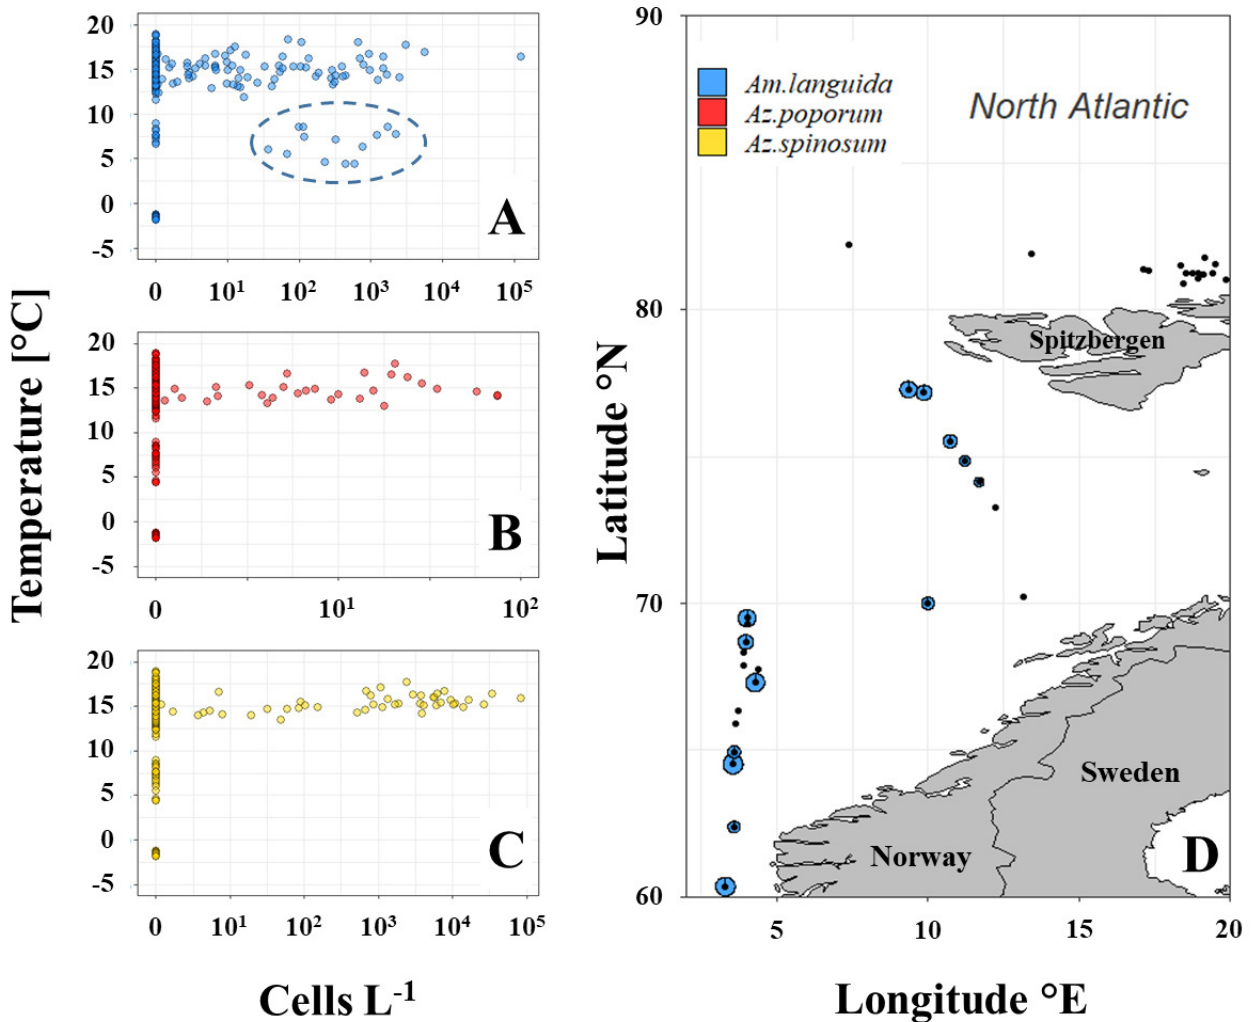 Temperature [°C]
20
15
10
5
0
-5
A
0 10¹ 10² 10³ 10⁴ 10⁵
20
15
10
5
0
-5
B
0 10¹ 10²
20
15
10
5
0
-5
C
0 10¹ 10² 10³ 10⁴ 10⁵
Cells L⁻¹
Latitude °N
90
80
70
60
Am.languida
Az.poporum
Az.spinosum
North Atlantic
Spitzbergen
Sweden
Norway
D
5 10 15 20
Longitude °E